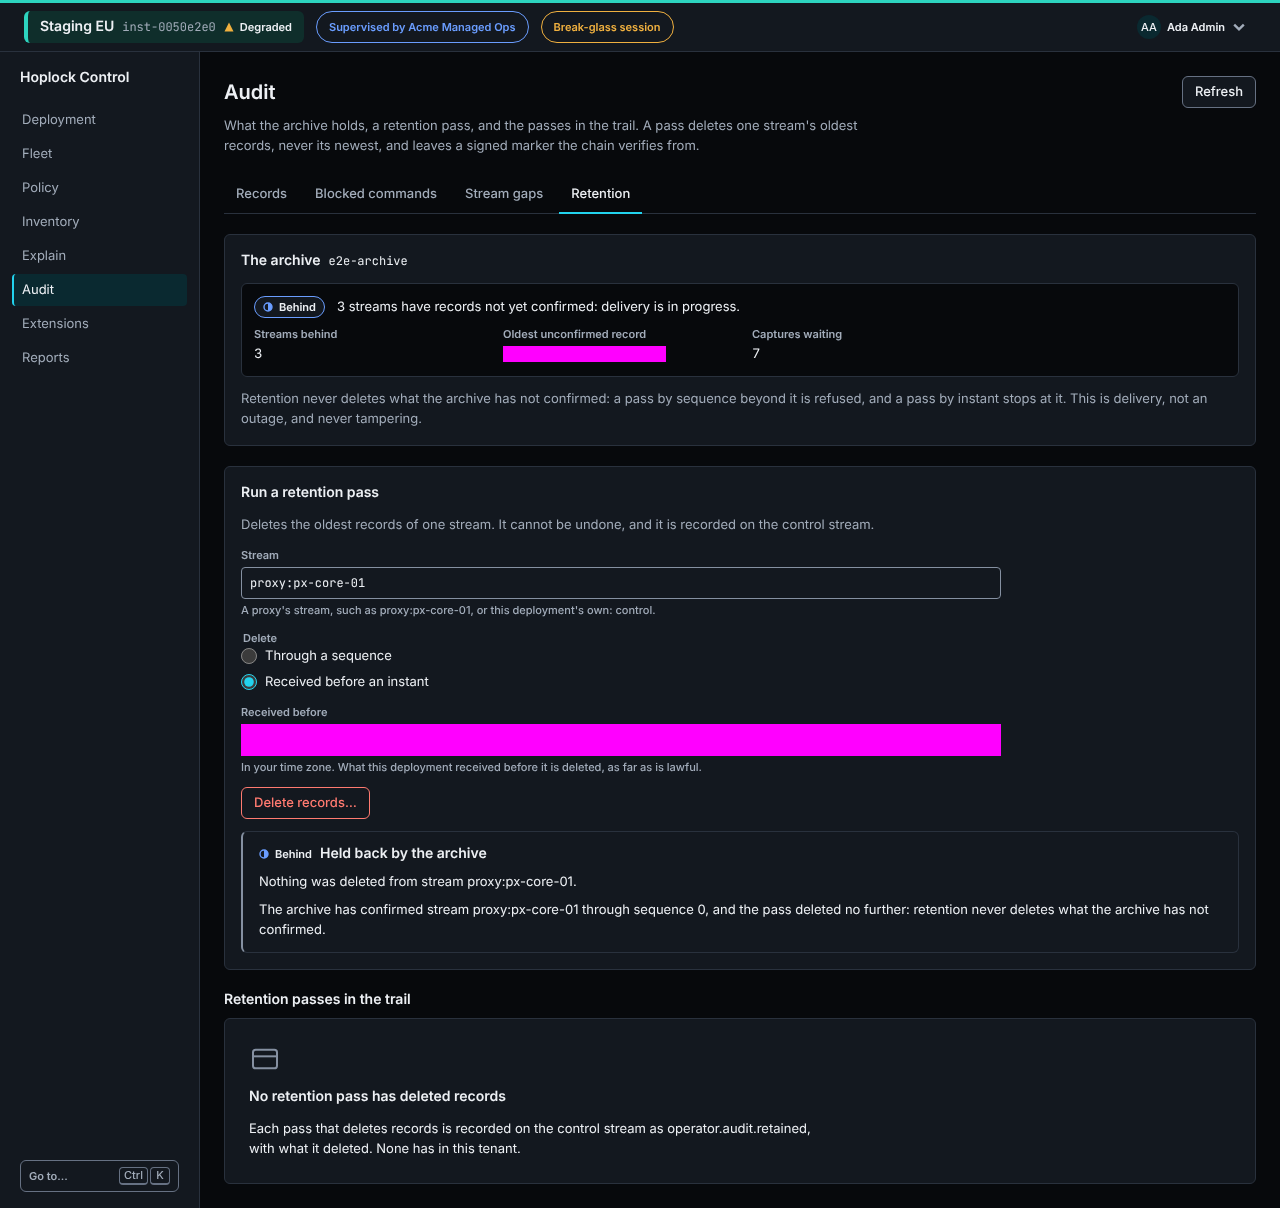 Staging EU inst-0050e2e0 Degraded Supervised by Acme Managed Ops Break-glass session AA Ada Admin
Hoplock Control
Deployment
Fleet
Policy
Inventory
Explain
Audit
Extensions
Reports
Go to... Ctrl K
Audit
Refresh
What the archive holds, a retention pass, and the passes in the trail. A pass deletes one stream's oldest
records, never its newest, and leaves a signed marker the chain verifies from.
Records Blocked commands Stream gaps Retention
The archive e2e-archive
Behind 3 streams have records not yet confirmed: delivery is in progress.
Streams behind Oldest unconfirmed record Captures waiting
3 7
Retention never deletes what the archive has not confirmed: a pass by sequence beyond it is refused, and a pass by instant stops at it. This is delivery, not an
outage, and never tampering.
Run a retention pass
Deletes the oldest records of one stream. It cannot be undone, and it is recorded on the control stream.
Stream
proxy:px-core-01
A proxy's stream, such as proxy:px-core-01, or this deployment's own: control.
Delete
Through a sequence
Received before an instant
Received before
In your time zone. What this deployment received before it is deleted, as far as is lawful.
Delete records...
Behind Held back by the archive
Nothing was deleted from stream proxy:px-core-01.
The archive has confirmed stream proxy:px-core-01 through sequence 0, and the pass deleted no further: retention never deletes what the archive has not
confirmed.
Retention passes in the trail
No retention pass has deleted records
Each pass that deletes records is recorded on the control stream as operator.audit.retained,
with what it deleted. None has in this tenant.